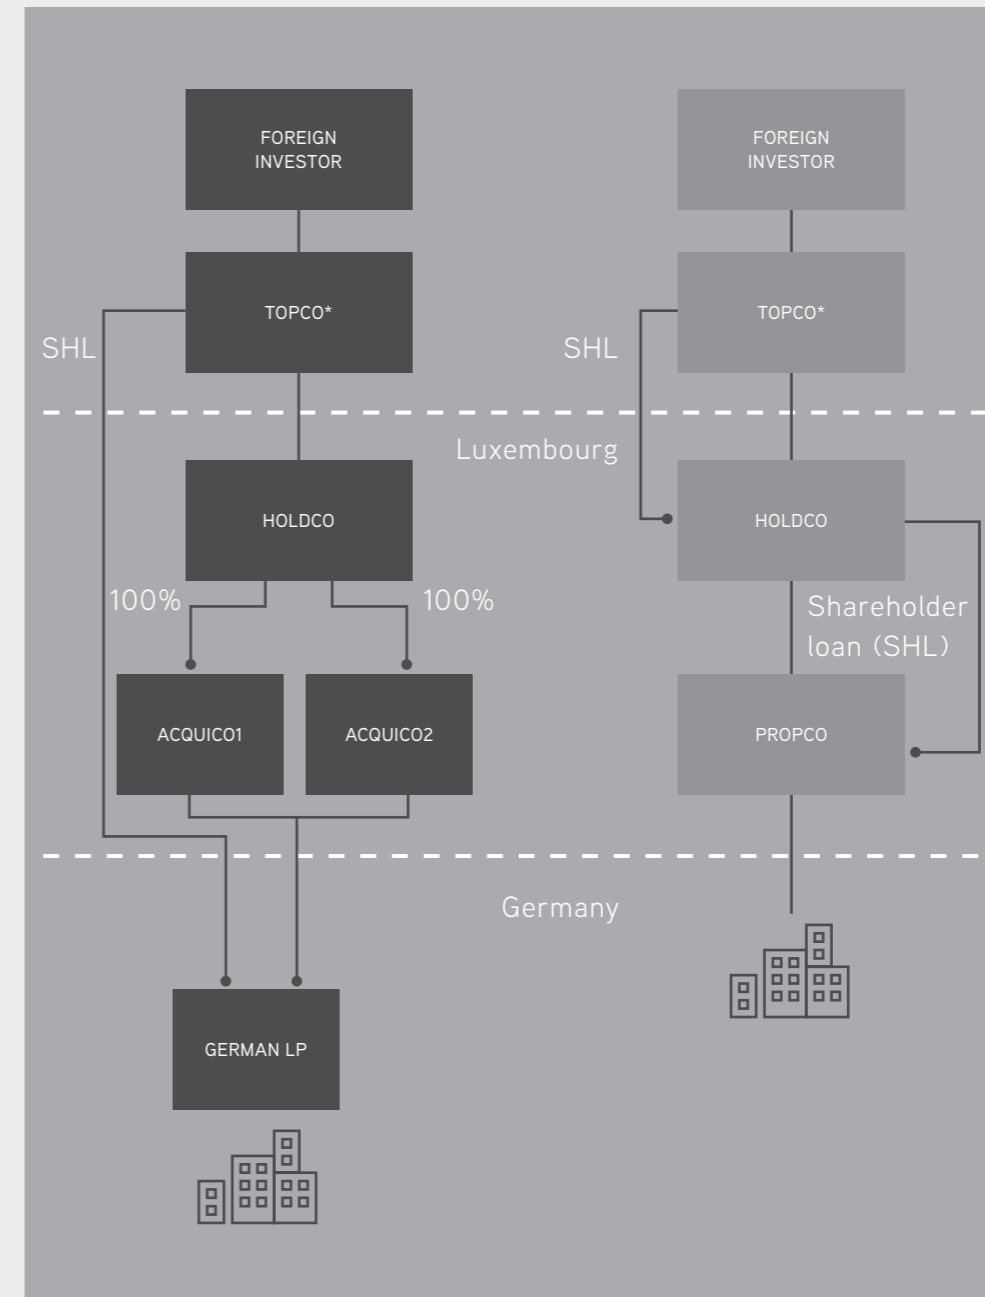 FOREIGN
INVESTOR
FOREIGN
INVESTOR
TOPCO*
TOPCO*
SHL
SHL
Luxembourg
HOLDCO
HOLDCO
100%
100%
Shareholder
loan (SHL)
ACQUICO1
ACQUICO2
PROPCO
Germany
GERMAN LP